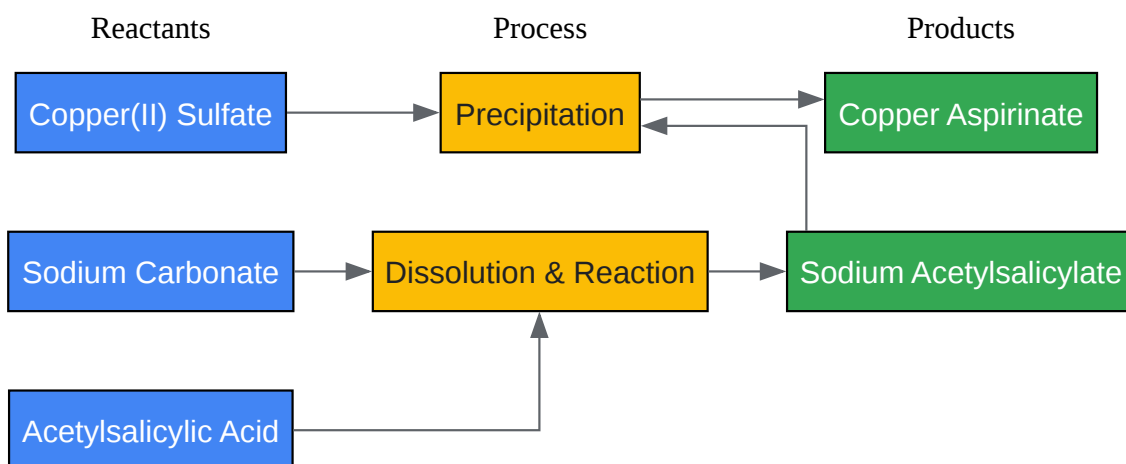 Reactants
Process
Products
Copper(II) Sulfate
Precipitation
Copper Aspirinate
Sodium Carbonate
Dissolution & Reaction
Sodium Acetylsalicylate
Acetylsalicylic Acid